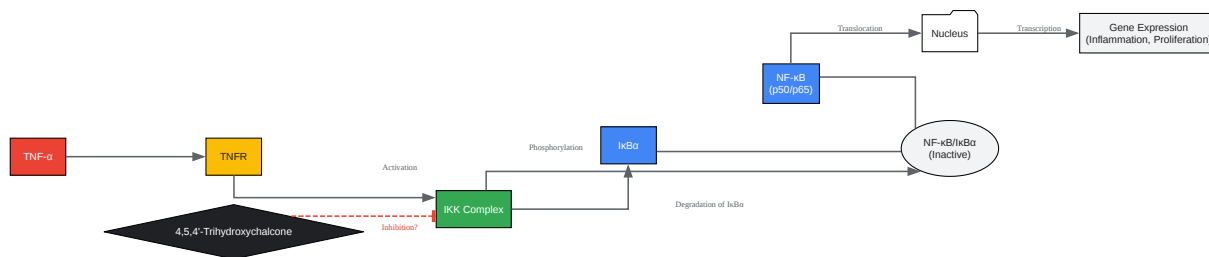 Translocation
Nucleus
Transcription
Gene Expression
(Inflammation, Proliferation)
NF-κB
(p50/p65)
TNF-α
TNFR
Phosphorylation
IκBα
NF-κB/IκBα
(Inactive)
Activation
IKK Complex
Degradation of IκBα
4,5,4'-Trihydroxychalcone
Inhibition?